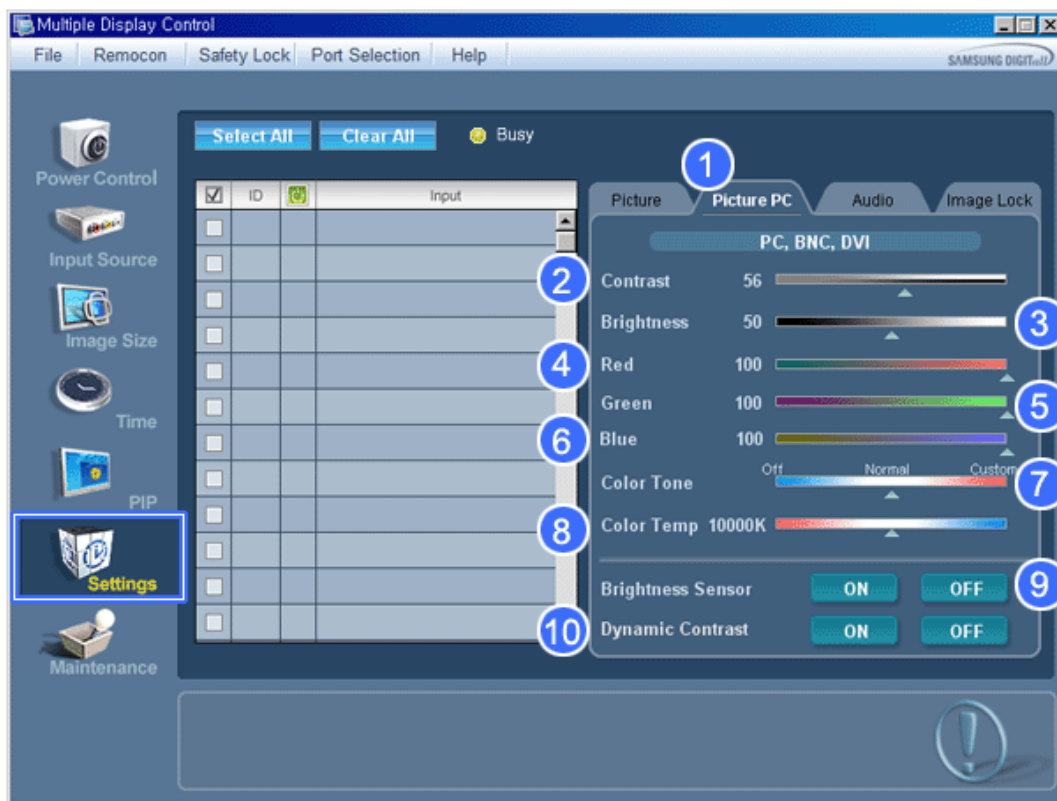 Multiple Display Control
File Remocon Safety Lock Port Selection Help
SAMSUNG DIGITall
Select All Clear All Busy
Power Control
Input Source
Image Size
Time
PIP
Settings
Maintenance
ID Input
1
Picture Picture PC Audio Image Lock
PC, BNC, DVI
2 Contrast 56
Brightness 50 3
4 Red 100
Green 100 5
6 Blue 100
Off Normal Custom
Color Tone 7
8 Color Temp 10000K
Brightness Sensor ON OFF 9
10 Dynamic Contrast ON OFF